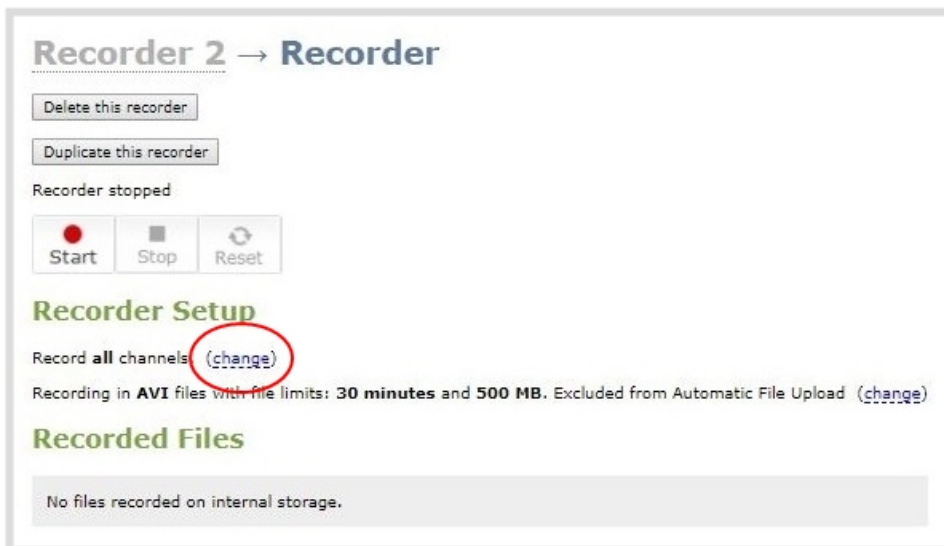 Recorder 2 → Recorder
Delete this recorder
Duplicate this recorder
Recorder stopped
Start Stop Reset
Recorder Setup
Record all channels (change)
Recording in AVI files with file limits: 30 minutes and 500 MB. Excluded from Automatic File Upload (change)
Recorded Files
No files recorded on internal storage.